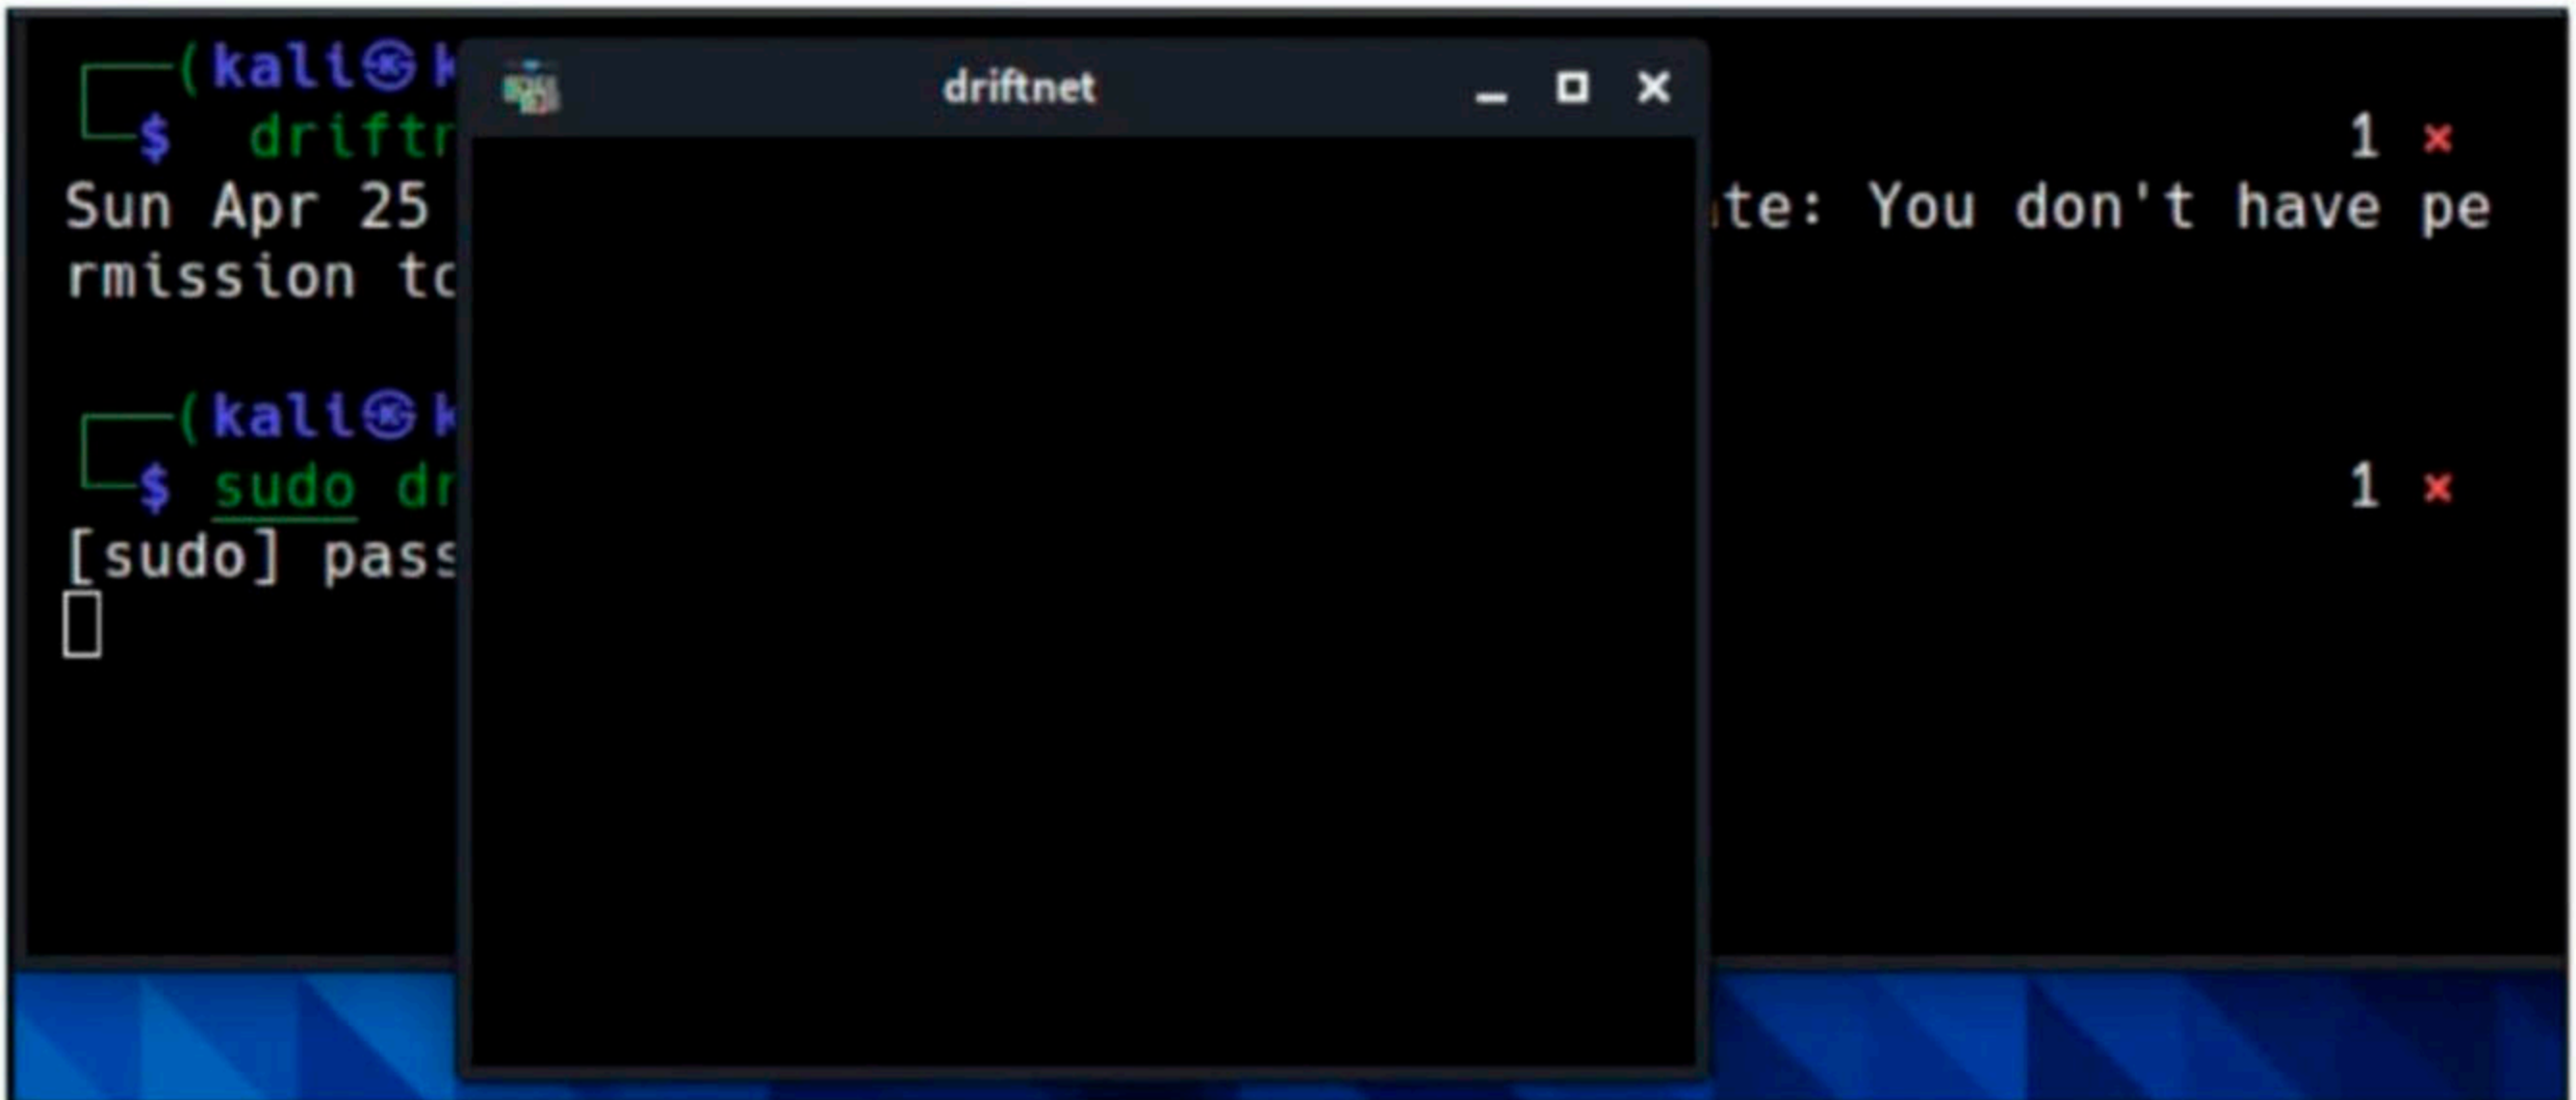 (kali㉿k
driftnet
$ driftn
1 ×
Sun Apr 25
te: You don't have pe
rmission to
(kali㉿k
$ sudo dr
1 ×
[sudo] pass